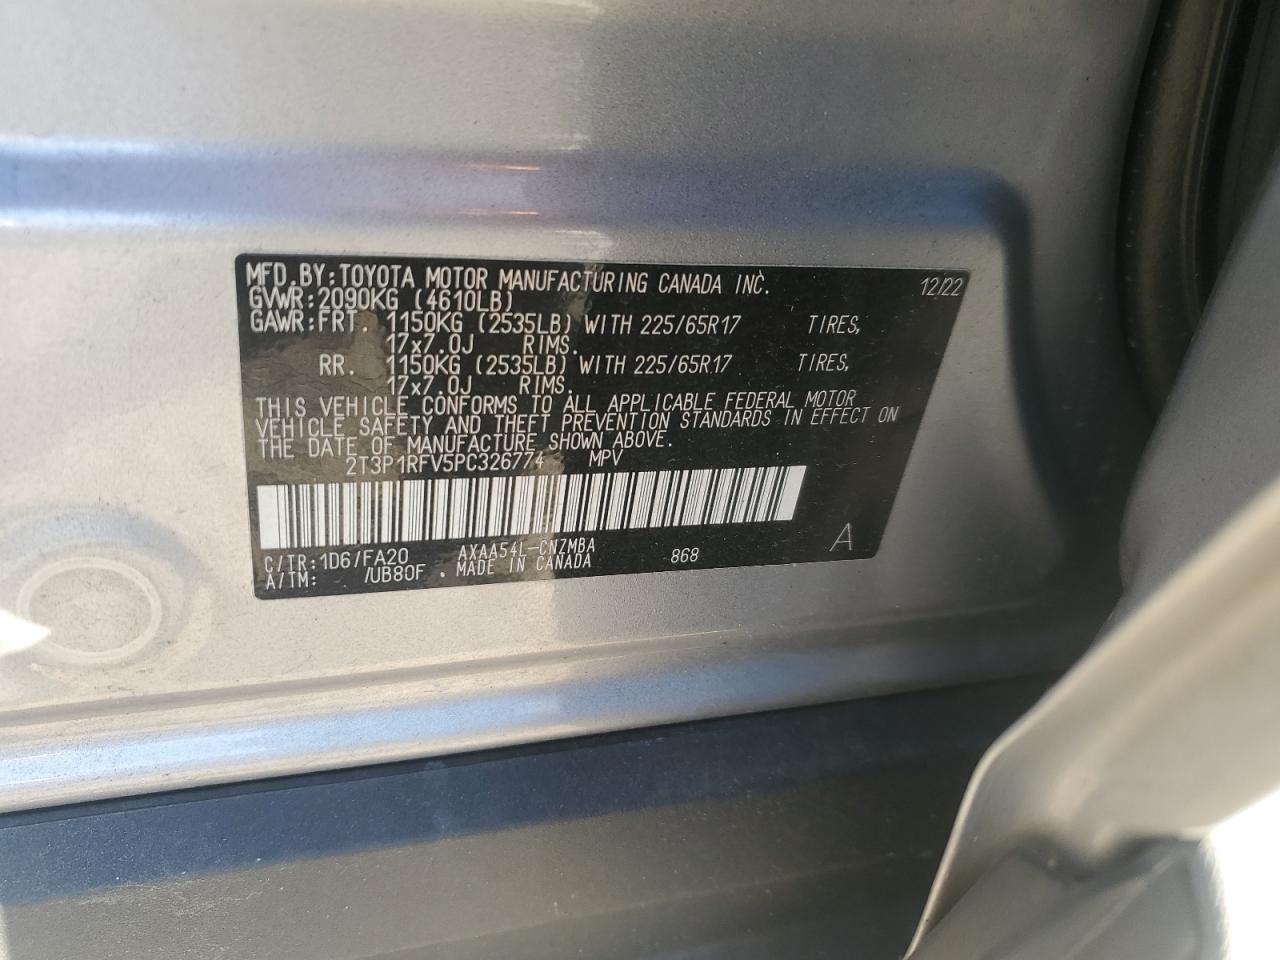 MFD.BY:TOYOTA MOTOR MANUFACTURING CANADA INC. 12/22
GVWR:2090KG (4610LB)
GAWR:FRT. 1150KG (2535LB) WITH 225/65R17 TIRES,
17x7.0J RIMS.
RR. 1150KG (2535LB) WITH 225/65R17 TIRES,
17x7.0J RIMS.
THIS VEHICLE CONFORMS TO ALL APPLICABLE FEDERAL MOTOR
VEHICLE SAFETY AND THEFT PREVENTION STANDARDS IN EFFECT ON
THE DATE OF MANUFACTURE SHOWN ABOVE.
2T3P1RFV5PC326774 MPV
C/TR:1D6/FA20 AXAA54L-CNZMBA 868 A
A/TM: /UB80F . MADE IN CANADA